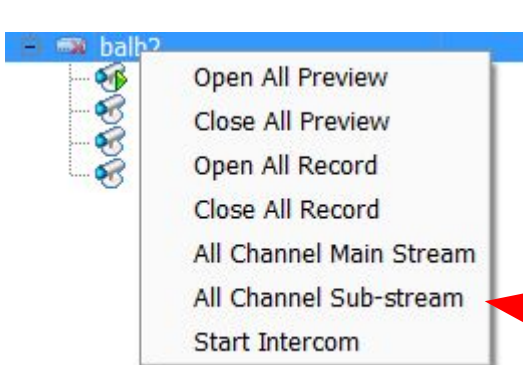 balb2
Open All Preview
Close All Preview
Open All Record
Close All Record
All Channel Main Stream
All Channel Sub-stream
Start Intercom